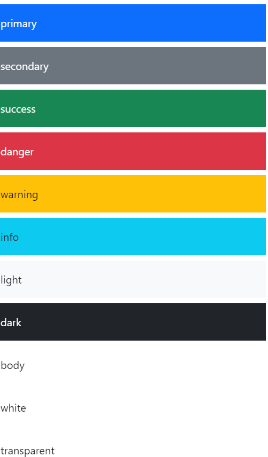 primary
secondary
success
danger
warning
info
light
dark
body
white
transparent